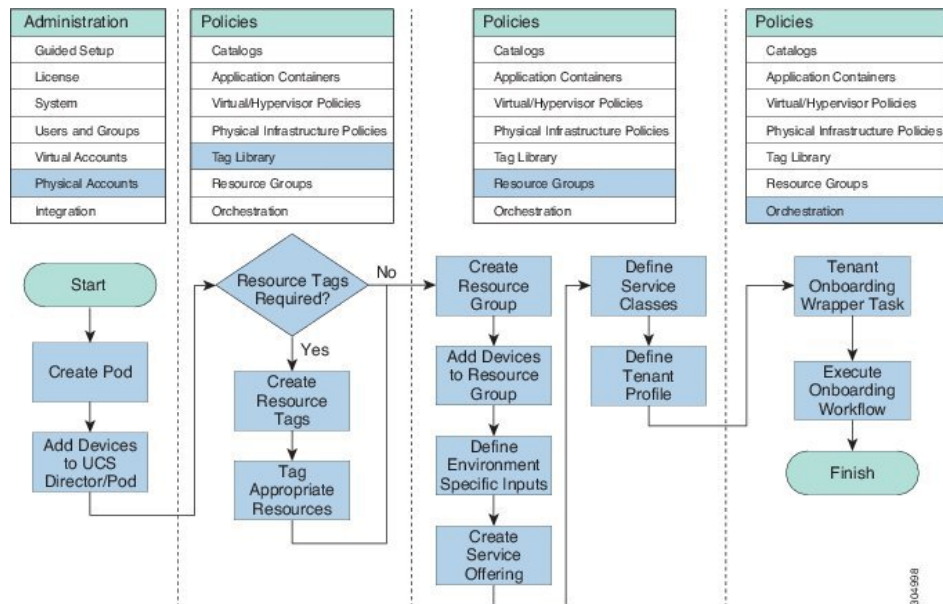 Administration
Guided Setup
License
System
Users and Groups
Virtual Accounts
Physical Accounts
Integration
Policies
Catalogs
Application Containers
Virtual/Hypervisor Policies
Physical Infrastructure Policies
Tag Library
Resource Groups
Orchestration
Policies
Catalogs
Application Containers
Virtual/Hypervisor Policies
Physical Infrastructure Policies
Tag Library
Resource Groups
Orchestration
Policies
Catalogs
Application Containers
Virtual/Hypervisor Policies
Physical Infrastructure Policies
Tag Library
Resource Groups
Orchestration
Start
Create Pod
Add Devices
to UCS
Director/Pod
Resource Tags
Required?
No
Yes
Create
Resource
Tags
Tag
Appropriate
Resources
Create
Resource
Group
Add Devices
to Resource
Group
Define
Environment
Specific Inputs
Create
Service
Offering
Define
Service
Classes
Define
Tenant
Profile
Tenant
Onboarding
Wrapper Task
Execute
Onboarding
Workflow
Finish
304998